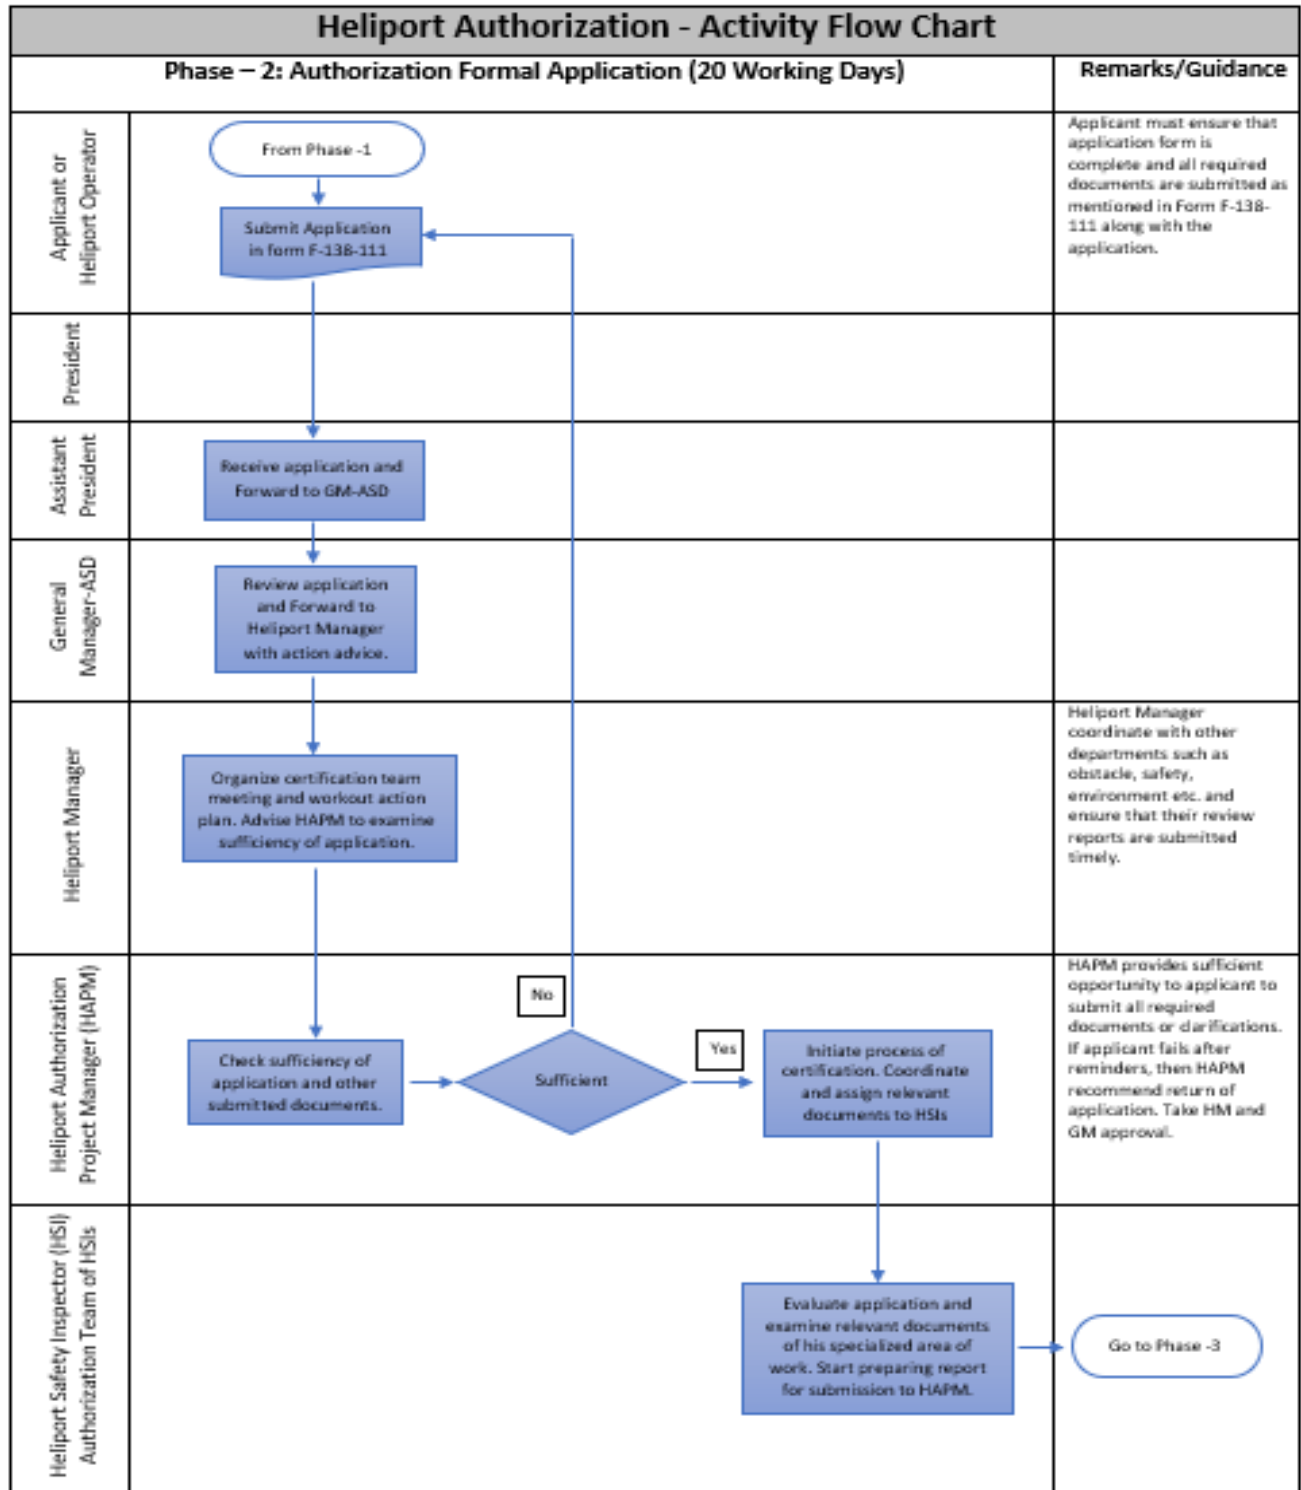 Heliport Authorization - Activity Flow Chart
Phase – 2: Authorization Formal Application (20 Working Days)
Remarks/Guidance
Applicant or
Heliport Operator
From Phase -1
Submit Application
in form F-138-111
Applicant must ensure that
application form is
complete and all required
documents are submitted as
mentioned in Form F-138-
111 along with the
application.
President
Assistant
President
Receive application and
Forward to GM-ASD
General
Manager-ASD
Review application
and Forward to
Heliport Manager
with action advice.
Heliport Manager
Organize certification team
meeting and workout action
plan. Advise HAPM to examine
sufficiency of application.
Heliport Manager
coordinate with other
departments such as
obstacle, safety,
environment etc. and
ensure that their review
reports are submitted
timely.
Heliport Authorization
Project Manager (HAPM)
Check sufficiency of
application and other
submitted documents.
No
Sufficient
Yes
Initiate process of
certification. Coordinate
and assign relevant
documents to HSIs
HAPM provides sufficient
opportunity to applicant to
submit all required
documents or clarifications.
If applicant fails after
reminders, then HAPM
recommend return of
application. Take HM and
GM approval.
Heliport Safety Inspector (HSI)
Authorization Team of HSIs
Evaluate application and
examine relevant documents
of his specialized area of
work. Start preparing report
for submission to HAPM.
Go to Phase -3